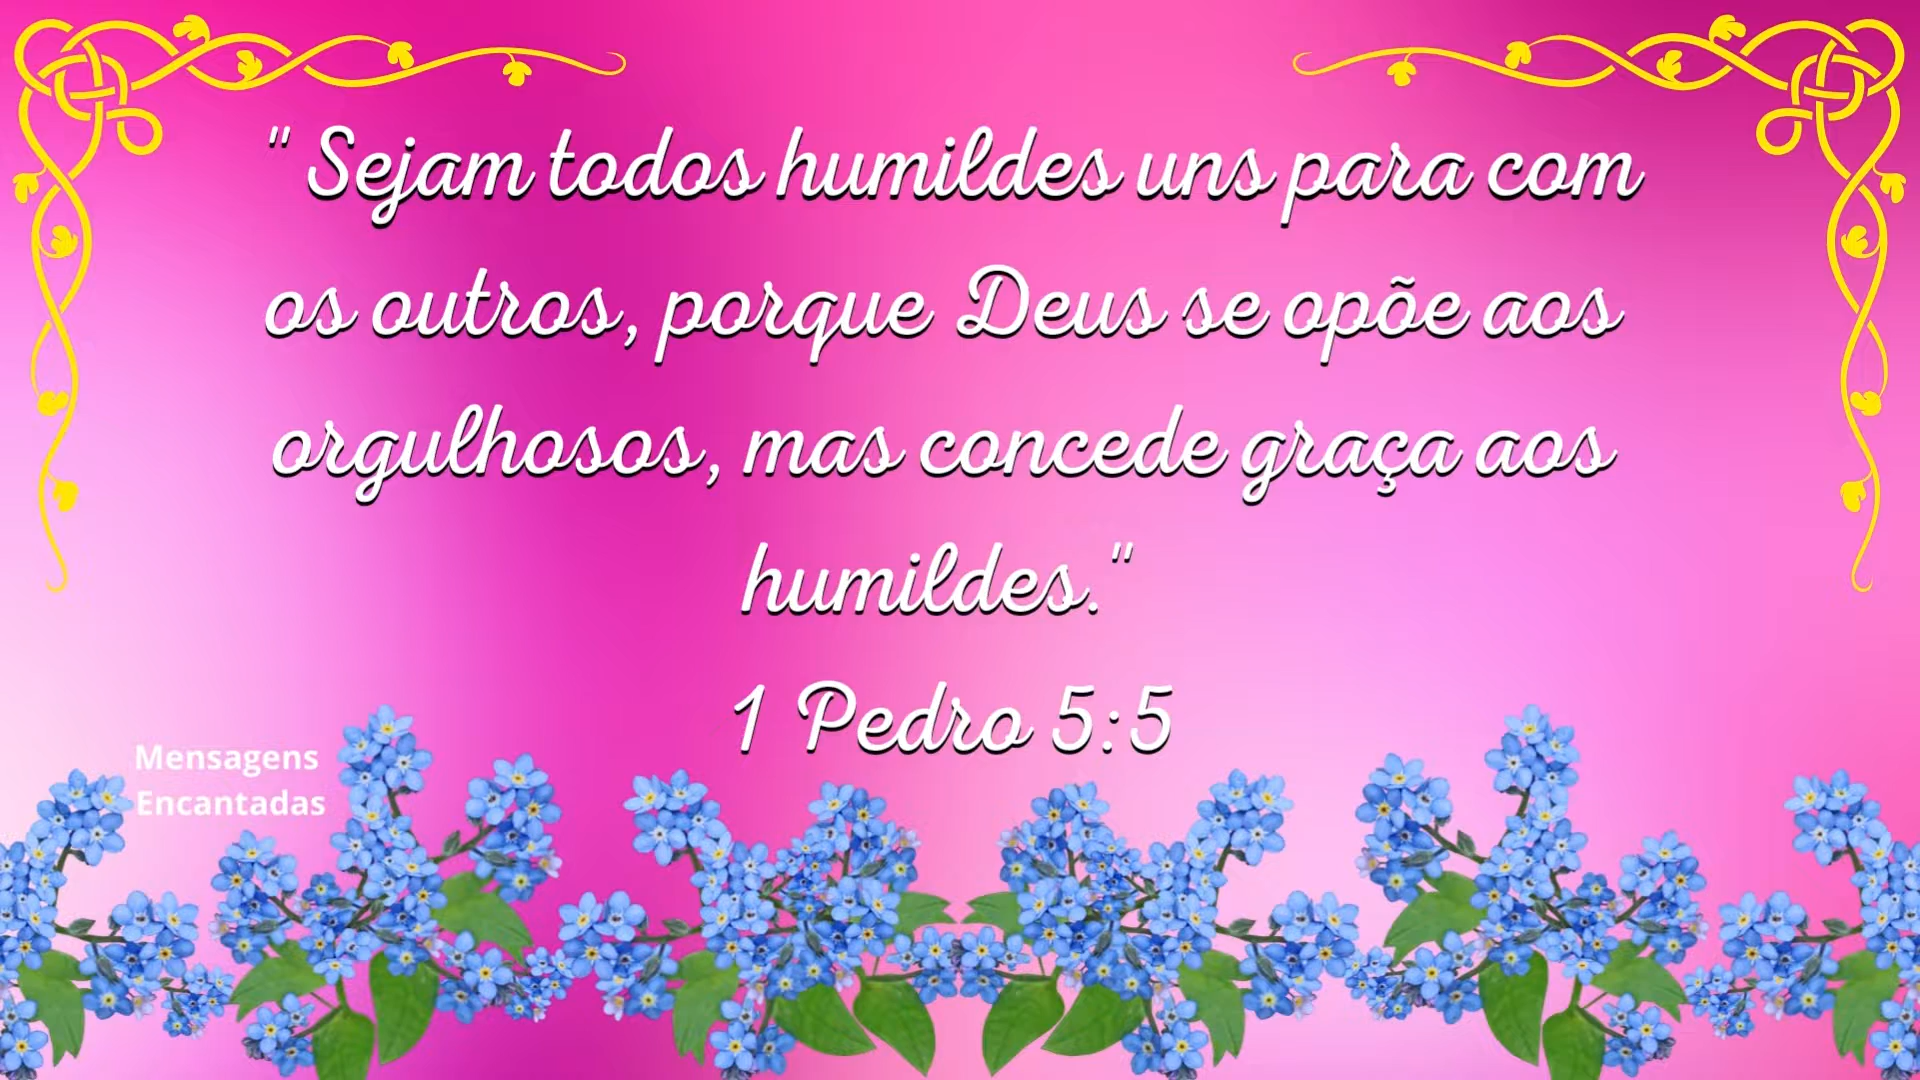 " Sejam todos humildes uns para com
os outros, porque Deus se opõe aos
orgulhosos, mas concede graça aos
humildes."
1 Pedro 5:5
Mensagens
Encantadas